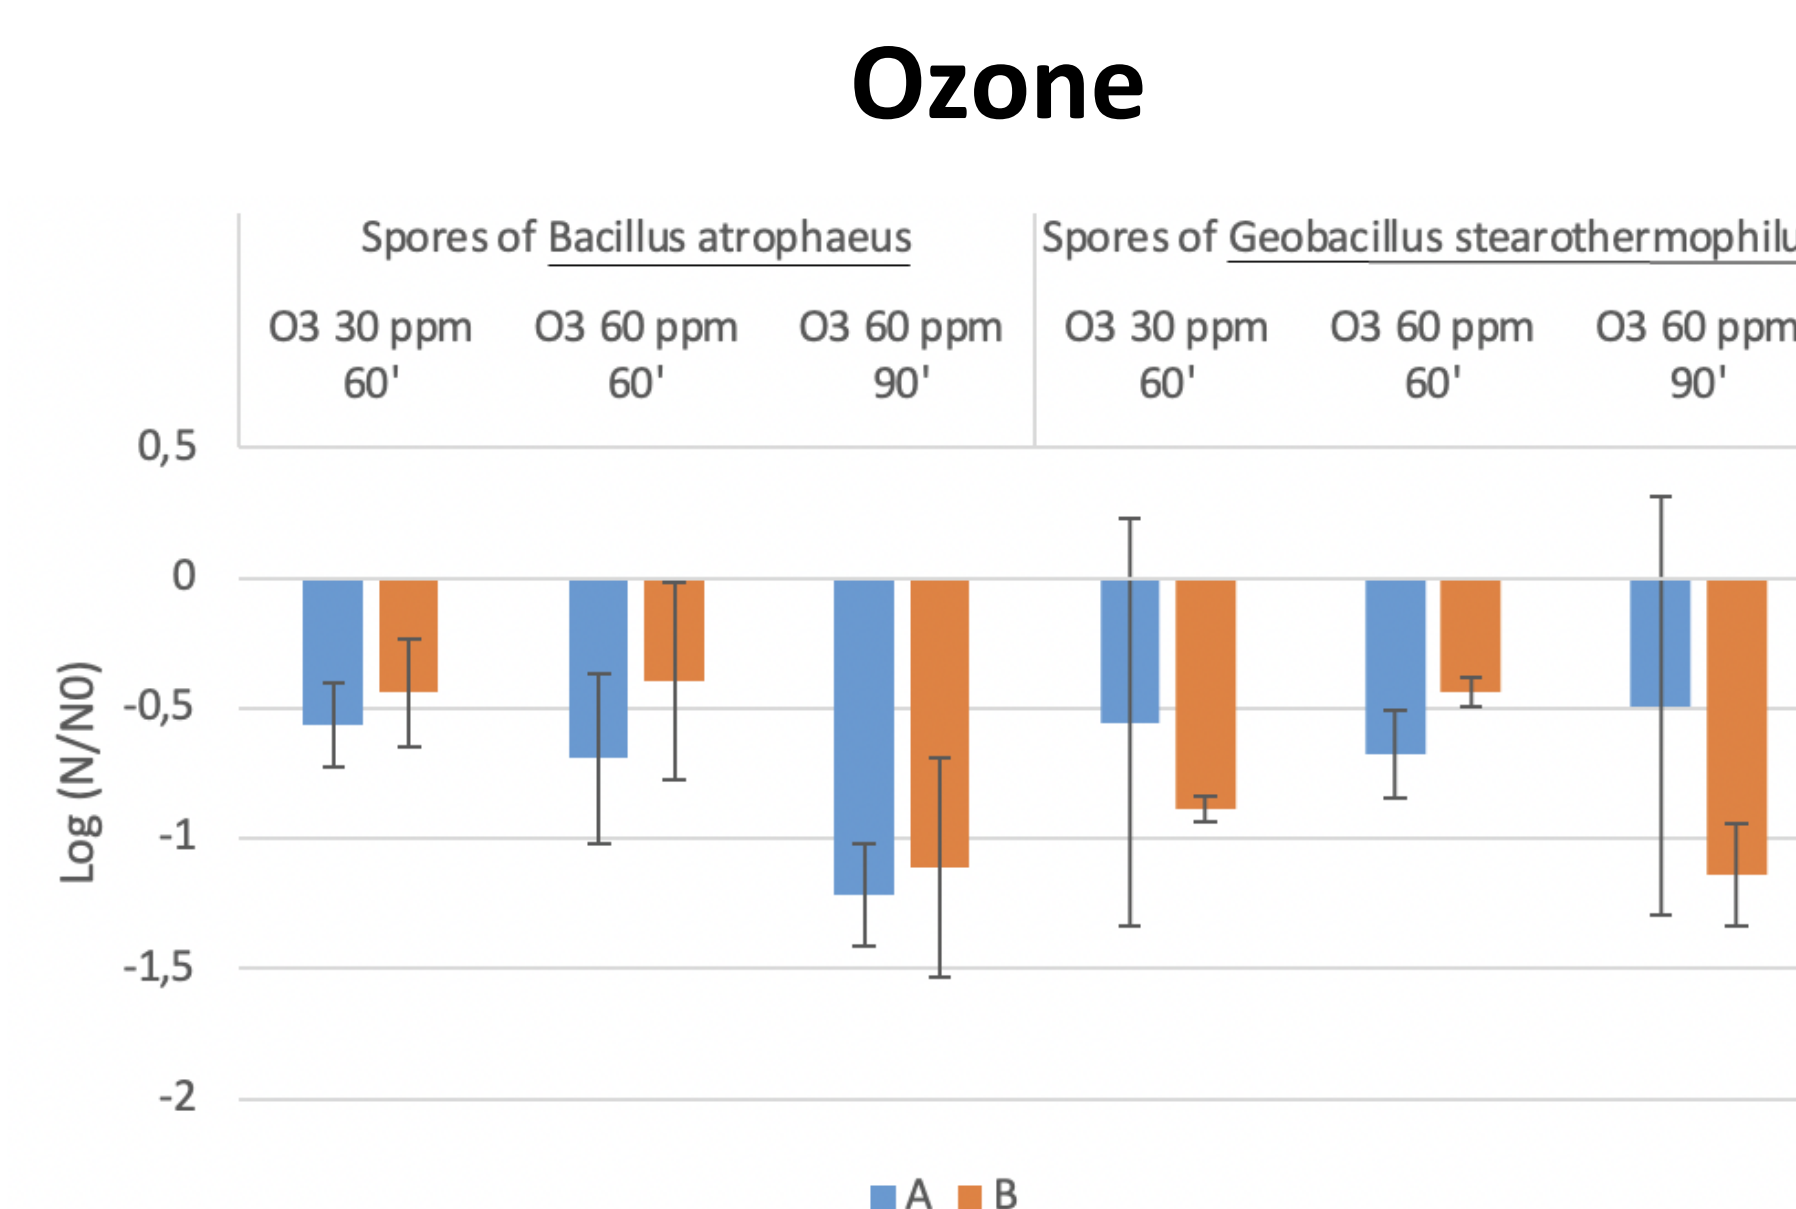 Ozone
Spores of Bacillus atrophaeus
Spores of Geobacillus stearothermophilu
O3 30 ppm 60'
O3 60 ppm 60'
O3 60 ppm 90'
O3 30 ppm 60'
O3 60 ppm 60'
O3 60 ppm 90'
0,5
0
-0,5
-1
-1,5
-2
Log (N/N0)
A B